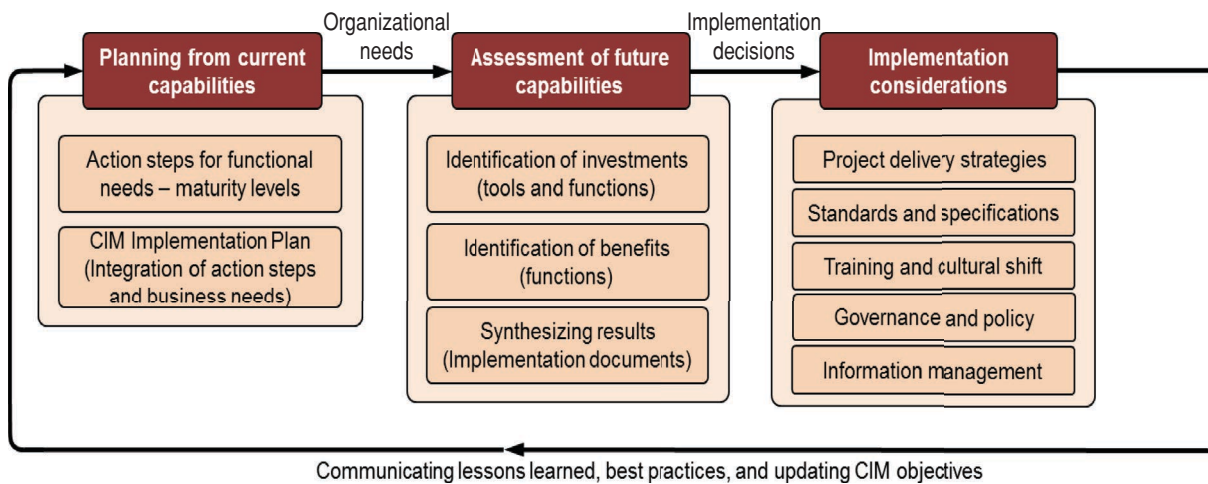 Planning from current
capabilities
Organizational
needs
Assessment of future
capabilities
Implementation
decisions
Implementation
considerations
Action steps for functional
needs – maturity levels
CIM Implementation Plan
(Integration of action steps
and business needs)
Identification of investments
(tools and functions)
Identification of benefits
(functions)
Synthesizing results
(Implementation documents)
Project delivery strategies
Standards and specifications
Training and cultural shift
Governance and policy
Information management
Communicating lessons learned, best practices, and updating CIM objectives